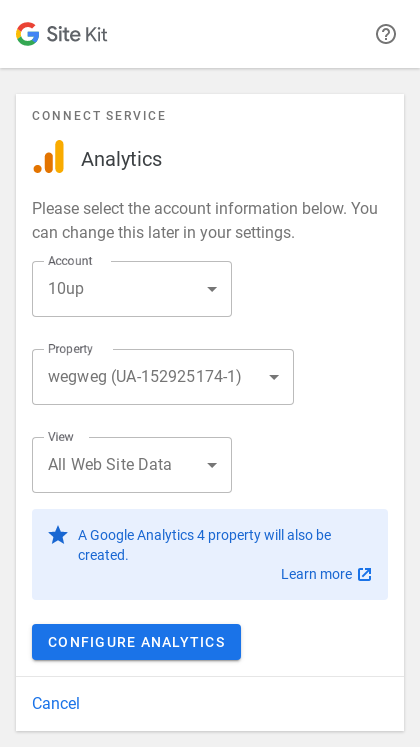 Site Kit
CONNECT SERVICE
Analytics
Please select the account information below. You
can change this later in your settings.
Account
10up
Property
wegweg (UA-152925174-1)
View
All Web Site Data
A Google Analytics 4 property will also be
created.
Learn more
CONFIGURE ANALYTICS
Cancel